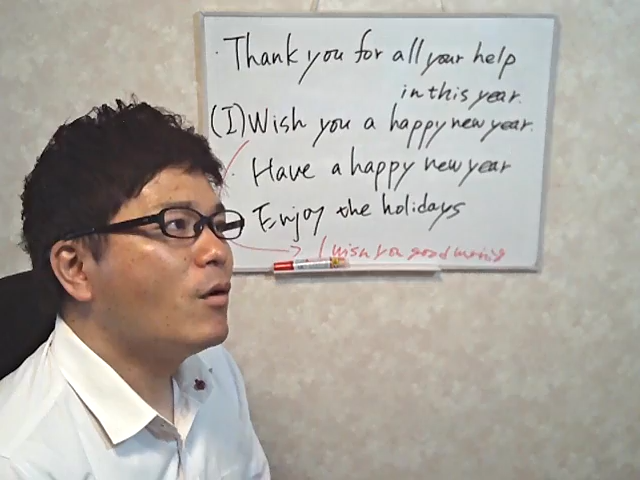 · Thank you for all your help
in this year.
(I) Wish you a happy new year.
· Have a happy new year
Enjoy the holidays
I wish you good